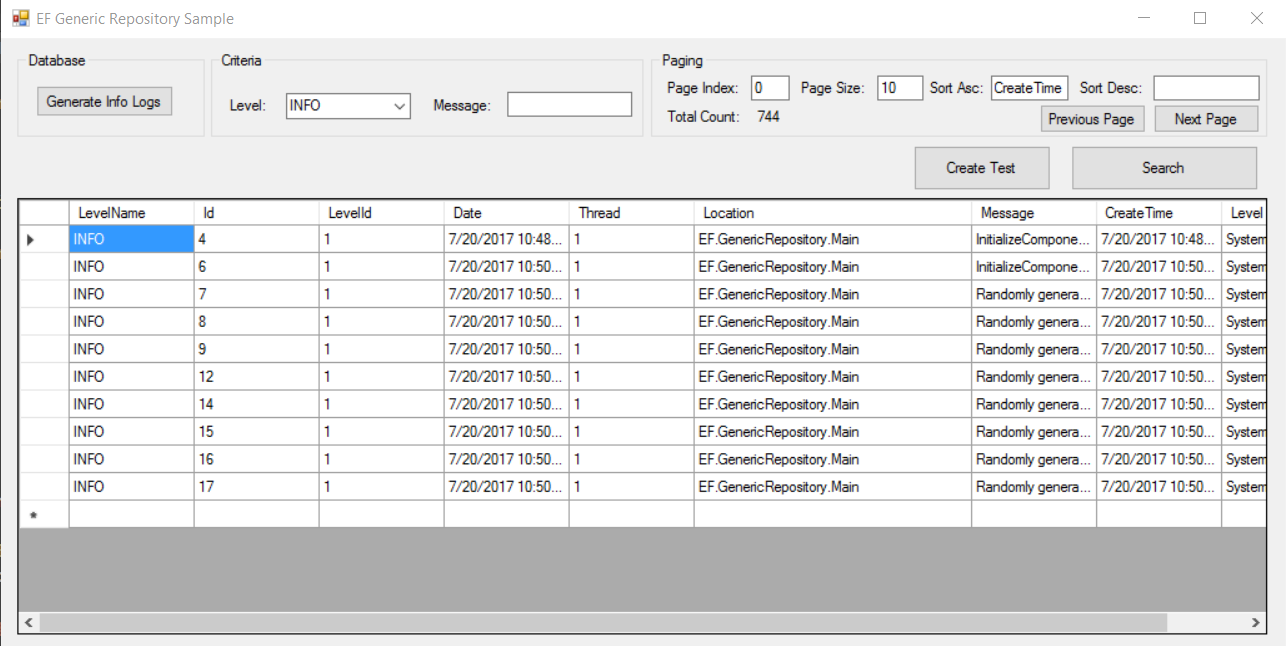 EF Generic Repository Sample
Database
Criteria
Paging
Generate Info Logs
Level: INFO Message:
Page Index: 0 Page Size: 10 Sort Asc: CreateTime Sort Desc:
Total Count: 744
Previous Page Next Page
Create Test Search
LevelName Id LevelId Date Thread Location Message CreateTime Level
INFO 4 1 7/20/2017 10:48... 1 EF.GenericRepository.Main InitializeCompone... 7/20/2017 10:48... System
INFO 6 1 7/20/2017 10:50... 1 EF.GenericRepository.Main InitializeCompone... 7/20/2017 10:50... System
INFO 7 1 7/20/2017 10:50... 1 EF.GenericRepository.Main Randomly genera... 7/20/2017 10:50... System
INFO 8 1 7/20/2017 10:50... 1 EF.GenericRepository.Main Randomly genera... 7/20/2017 10:50... System
INFO 9 1 7/20/2017 10:50... 1 EF.GenericRepository.Main Randomly genera... 7/20/2017 10:50... System
INFO 12 1 7/20/2017 10:50... 1 EF.GenericRepository.Main Randomly genera... 7/20/2017 10:50... System
INFO 14 1 7/20/2017 10:50... 1 EF.GenericRepository.Main Randomly genera... 7/20/2017 10:50... System
INFO 15 1 7/20/2017 10:50... 1 EF.GenericRepository.Main Randomly genera... 7/20/2017 10:50... System
INFO 16 1 7/20/2017 10:50... 1 EF.GenericRepository.Main Randomly genera... 7/20/2017 10:50... System
INFO 17 1 7/20/2017 10:50... 1 EF.GenericRepository.Main Randomly genera... 7/20/2017 10:50... System